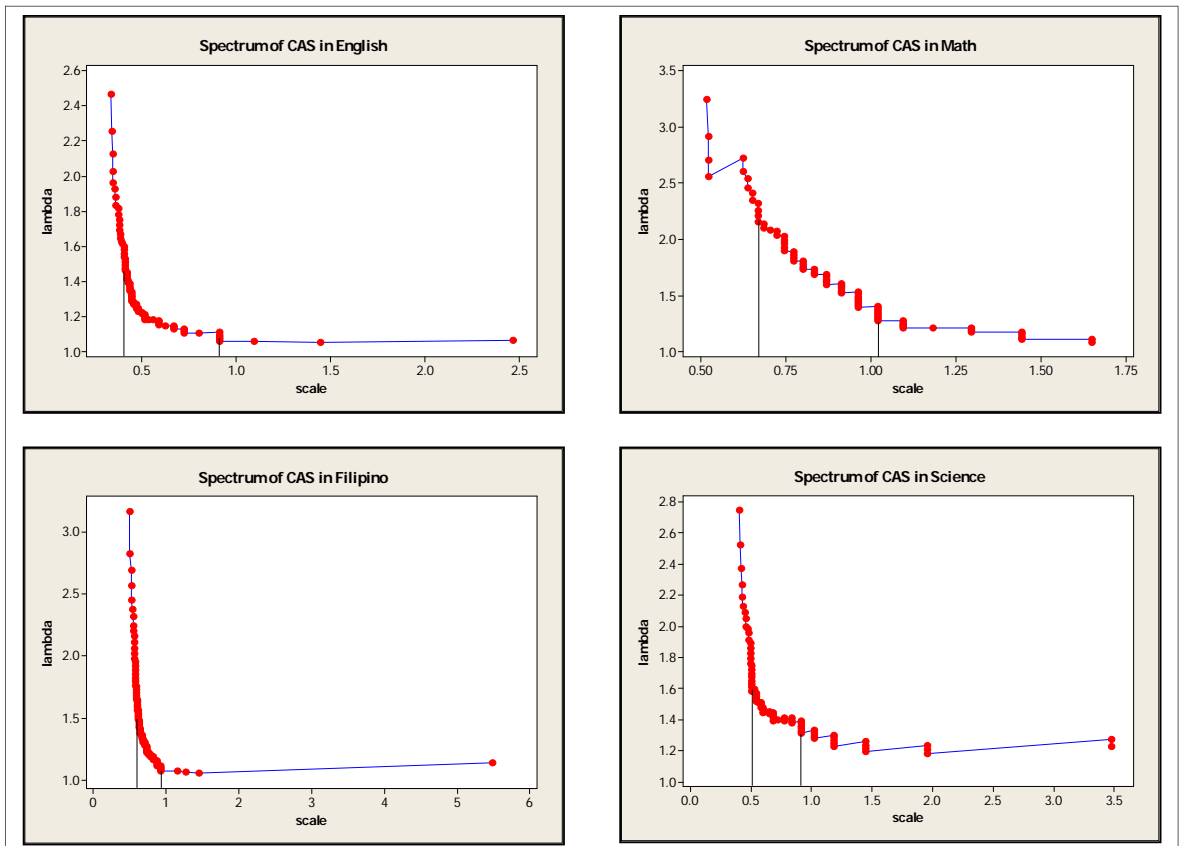 Spectrum of CAS in English
lambda
2.6
2.4
2.2
2.0
1.8
1.6
1.4
1.2
1.0
0.5 1.0 1.5 2.0 2.5
scale
Spectrum of CAS in Math
lambda
3.5
3.0
2.5
2.0
1.5
1.0
0.50 0.75 1.00 1.25 1.50 1.75
scale
Spectrum of CAS in Filipino
lambda
3.0
2.5
2.0
1.5
1.0
0 1 2 3 4 5 6
scale
Spectrum of CAS in Science
lambda
2.8
2.6
2.4
2.2
2.0
1.8
1.6
1.4
1.2
1.0
0.0 0.5 1.0 1.5 2.0 2.5 3.0 3.5
scale